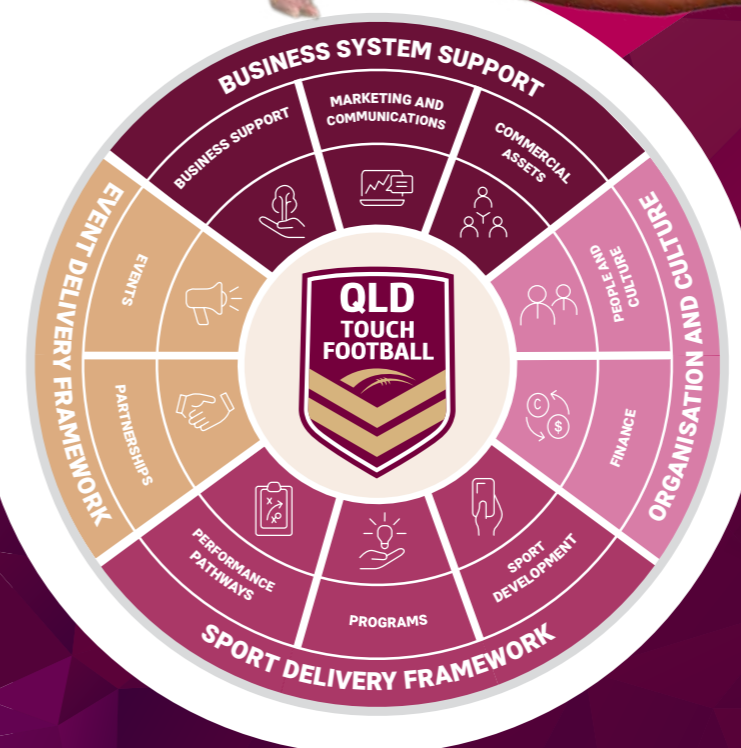 BUSINESS SYSTEM SUPPORT
BUSINESS SUPPORT
MARKETING AND
COMMUNICATIONS
COMMERCIAL
ASSETS
ORGANISATION AND CULTURE
PEOPLE AND
CULTURE
FINANCE
C
$
SPORT DELIVERY FRAMEWORK
SPORT
DEVELOPMENT
PROGRAMS
PERFORMANCE
PATHWAYS
X
X
EVENT DELIVERY FRAMEWORK
PARTNERSHIPS
EVENTS
QLD
TOUCH
FOOTBALL